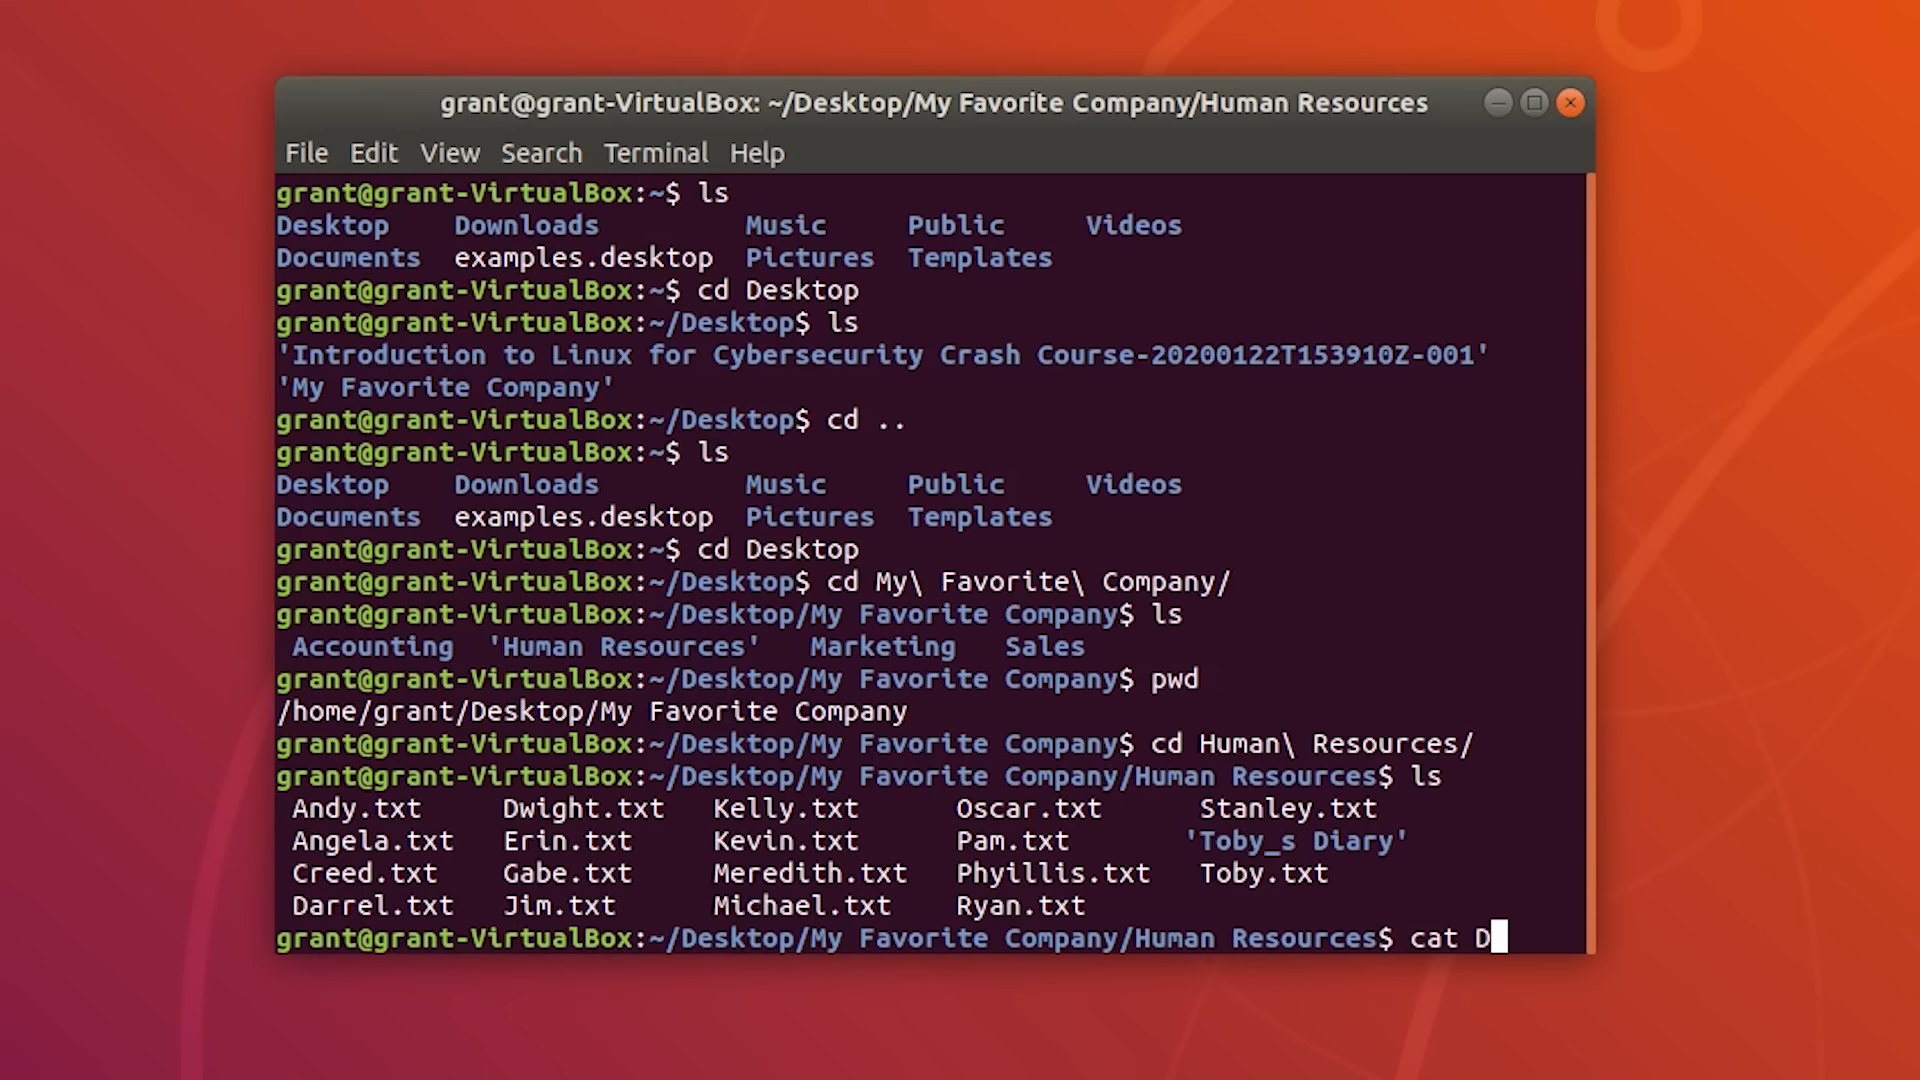 grant@grant-VirtualBox: ~/Desktop/My Favorite Company/Human Resources
File Edit View Search Terminal Help
grant@grant-VirtualBox:~$ ls
Desktop Downloads Music Public Videos
Documents examples.desktop Pictures Templates
grant@grant-VirtualBox:~$ cd Desktop
grant@grant-VirtualBox:~/Desktop$ ls
'Introduction to Linux for Cybersecurity Crash Course-20200122T153910Z-001'
'My Favorite Company'
grant@grant-VirtualBox:~/Desktop$ cd ..
grant@grant-VirtualBox:~$ ls
Desktop Downloads Music Public Videos
Documents examples.desktop Pictures Templates
grant@grant-VirtualBox:~$ cd Desktop
grant@grant-VirtualBox:~/Desktop$ cd My\ Favorite\ Company/
grant@grant-VirtualBox:~/Desktop/My Favorite Company$ ls
Accounting 'Human Resources' Marketing Sales
grant@grant-VirtualBox:~/Desktop/My Favorite Company$ pwd
/home/grant/Desktop/My Favorite Company
grant@grant-VirtualBox:~/Desktop/My Favorite Company$ cd Human\ Resources/
grant@grant-VirtualBox:~/Desktop/My Favorite Company/Human Resources$ ls
Andy.txt Dwight.txt Kelly.txt Oscar.txt Stanley.txt
Angela.txt Erin.txt Kevin.txt Pam.txt 'Toby_s Diary'
Creed.txt Gabe.txt Meredith.txt Phyillis.txt Toby.txt
Darrel.txt Jim.txt Michael.txt Ryan.txt
grant@grant-VirtualBox:~/Desktop/My Favorite Company/Human Resources$ cat D